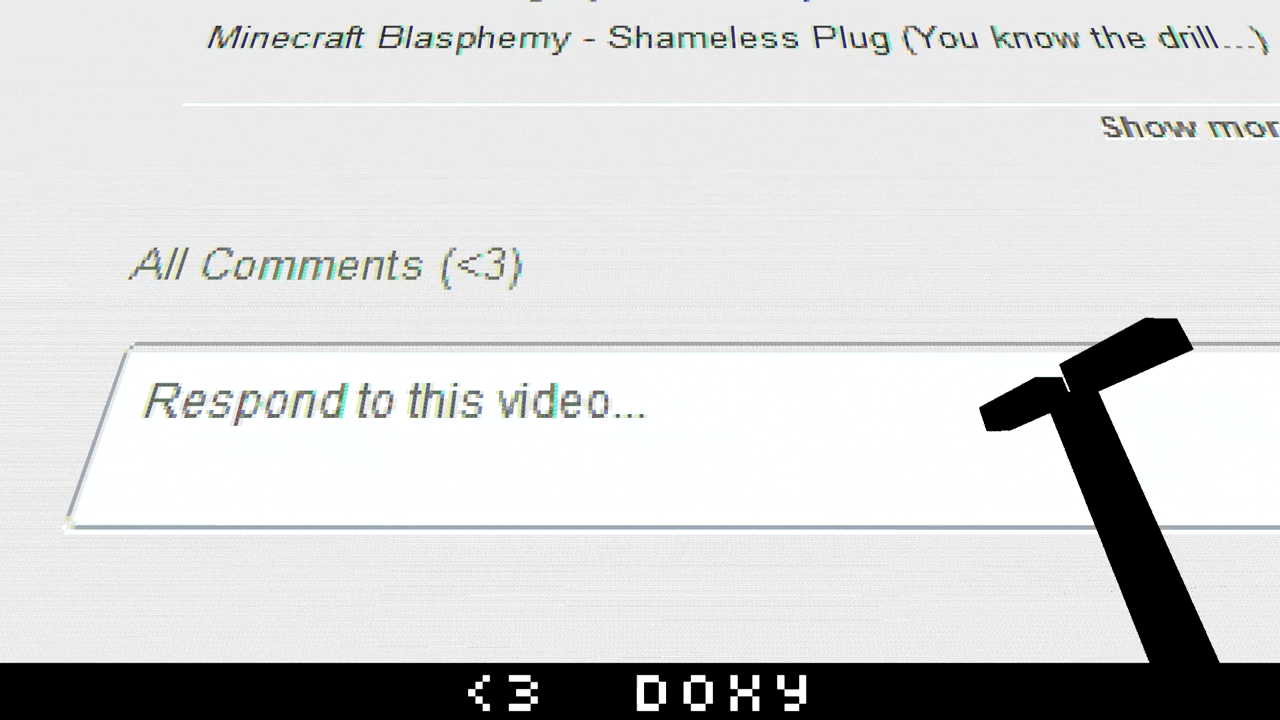 Minecraft Blasphemy - Shameless Plug (You know the drill...)
Show mor
All Comments (<3)
Respond to this video...
<3 DOXY